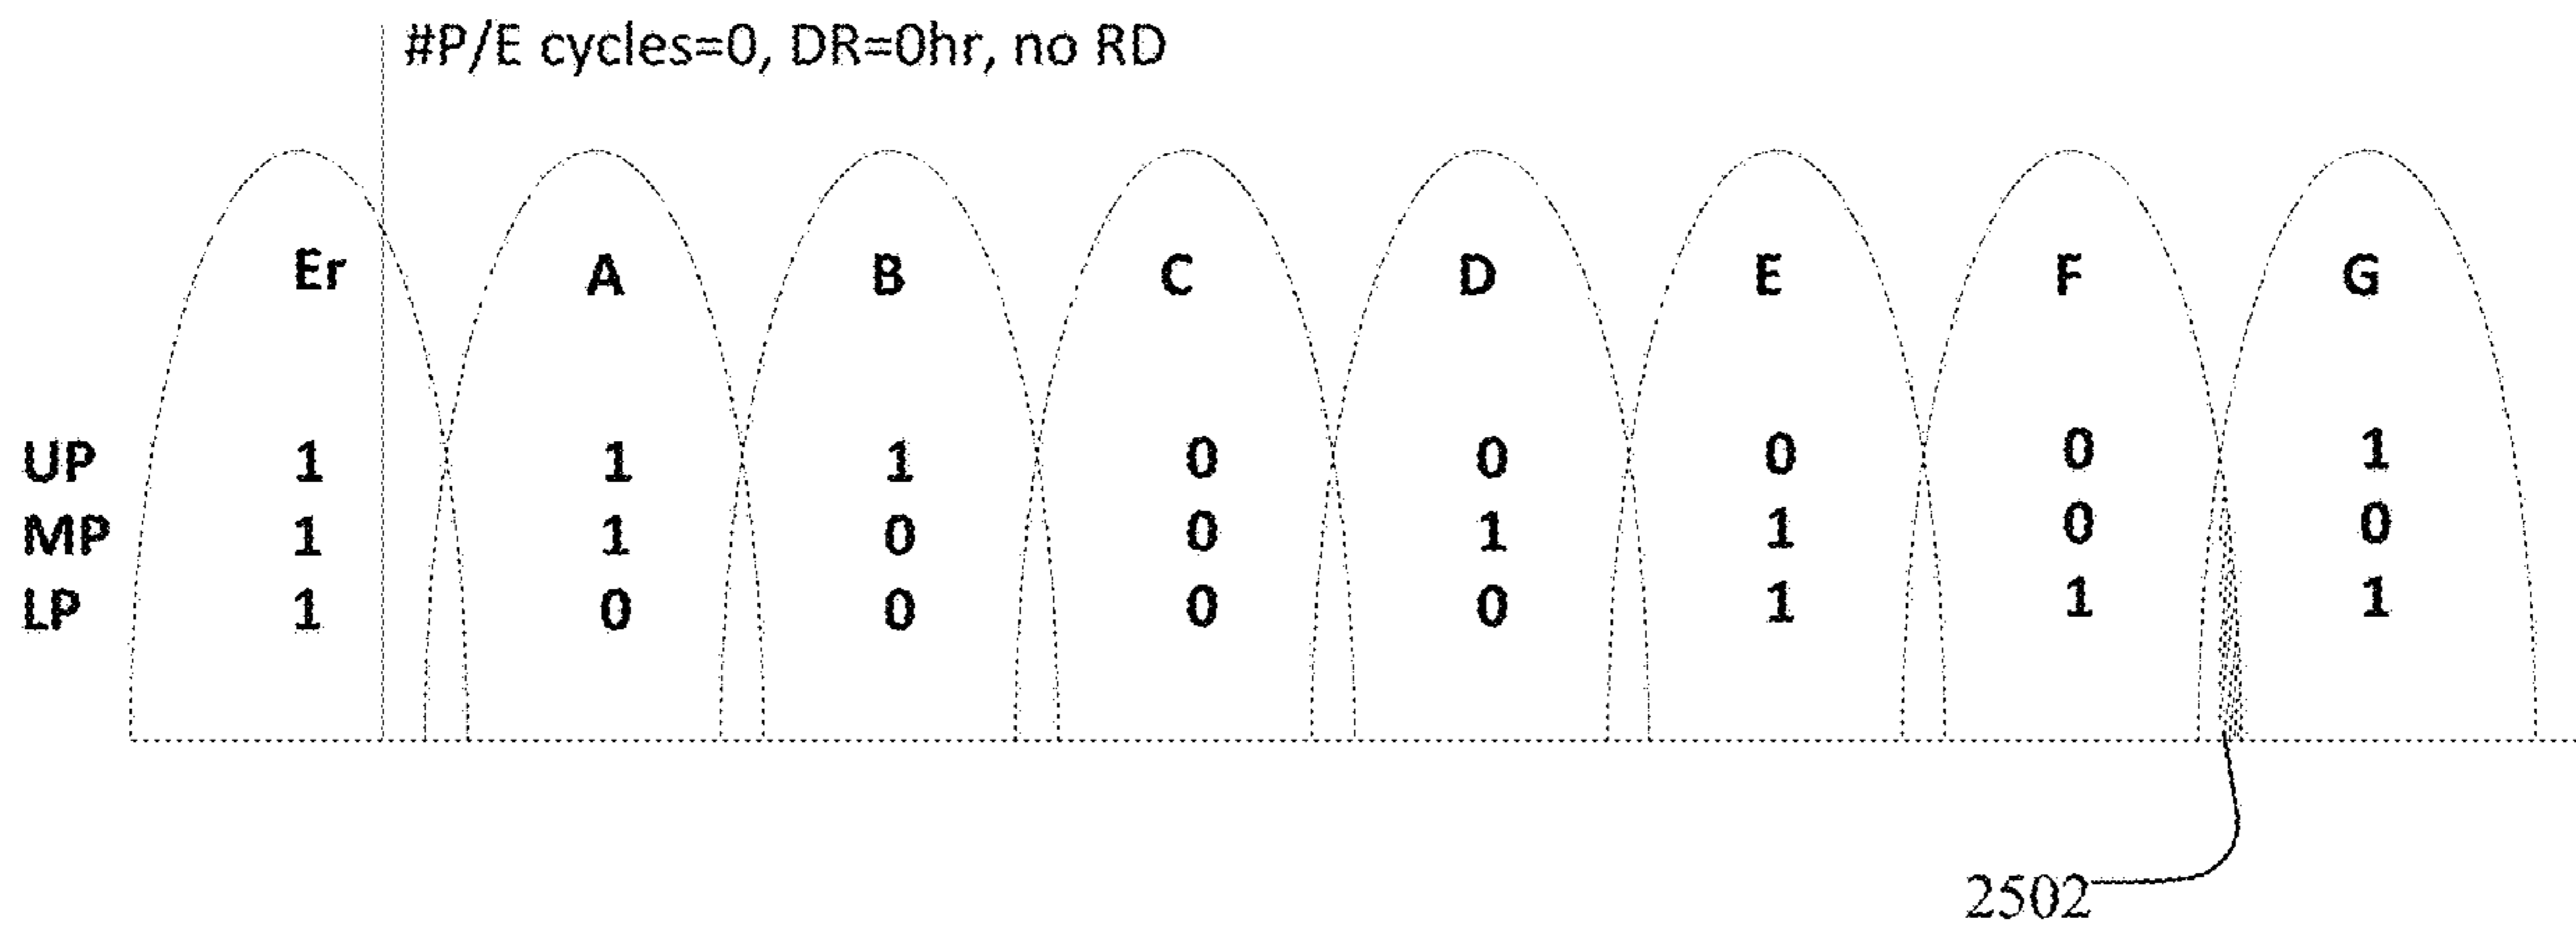 #P/E cycles=0, DR=0hr, no RD
Er A B C D E F G
UP 1 1 1 0 0 0 0 1
MP 1 1 0 0 1 1 0 0
LP 1 0 0 0 0 1 1 1
2502